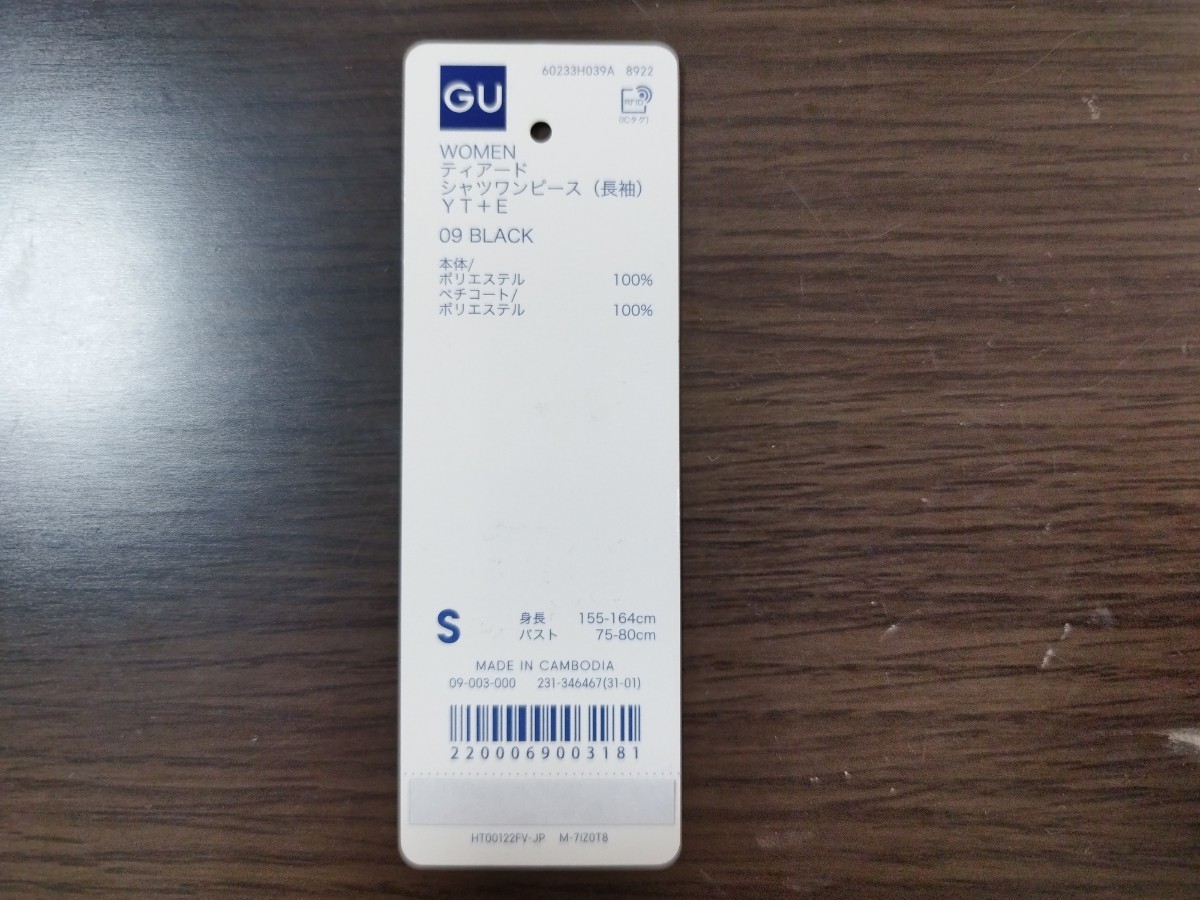 GU
60233H039A 8922
RFID
(ICタグ)
WOMEN
ティアード
シャツワンピース（長袖）
YT+E
09 BLACK
本体/
ポリエステル 100%
ペチコート/
ポリエステル 100%
S
身長 155-164cm
バスト 75-80cm
MADE IN CAMBODIA
09-003-000 231-346467(31-01)
2200069003181
HT00122FV-JP M-7IZ0T8